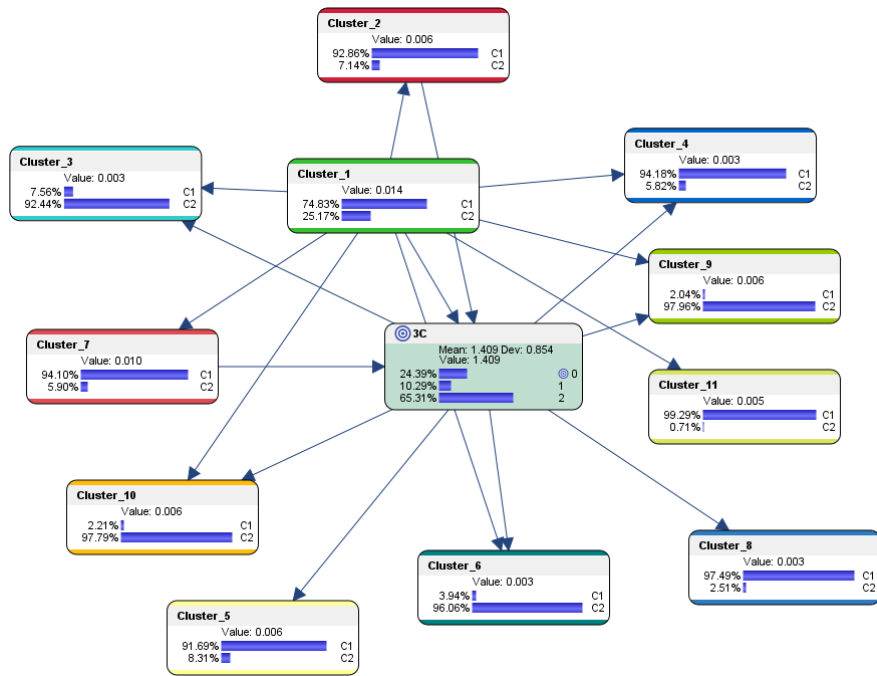 Cluster_2
Value: 0.006
92.86% C1
7.14% C2
Cluster_3
Value: 0.003
7.56% C1
92.44% C2
Cluster_1
Value: 0.014
74.83% C1
25.17% C2
Cluster_4
Value: 0.003
94.18% C1
5.82% C2
Cluster_9
Value: 0.006
2.04% C1
97.96% C2
Cluster_7
Value: 0.010
94.10% C1
5.90% C2
3C
Mean: 1.409 Dev: 0.854
Value: 1.409
24.39% 0
10.29% 1
65.31% 2
Cluster_11
Value: 0.005
99.29% C1
0.71% C2
Cluster_10
Value: 0.006
2.21% C1
97.79% C2
Cluster_6
Value: 0.003
3.94% C1
96.06% C2
Cluster_8
Value: 0.003
97.49% C1
2.51% C2
Cluster_5
Value: 0.006
91.69% C1
8.31% C2